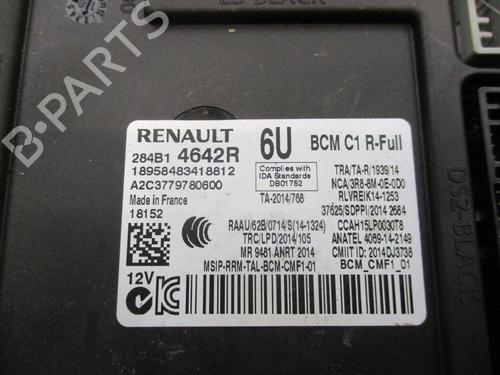 L5 BLACK
RENAULT 6U BCM C1 R-Full
284B1 4642R
18958483418812
A2C3779780600
Made in France
18152
Complies with
IDA Standards
DB01752
TA-2014/768
TRA/TA-R/1939/14
NCA/3R8-8M-0E-0D0
RLVREIK14-1253
37625/SDPPI/2014 2684
RAAU/62B/0714/S(14-1324) CCAH15LP0030T8
TRC/LPD/2014/105 ANATEL 4069-14-2149
MR 9481 ANRT 2014 CMIIT ID: 2014DJ3738
MSIP-RRM-TAL-BCM-CMF1-01 BCM_CMF1_01
12V
D52-BLACK
B-PARTS